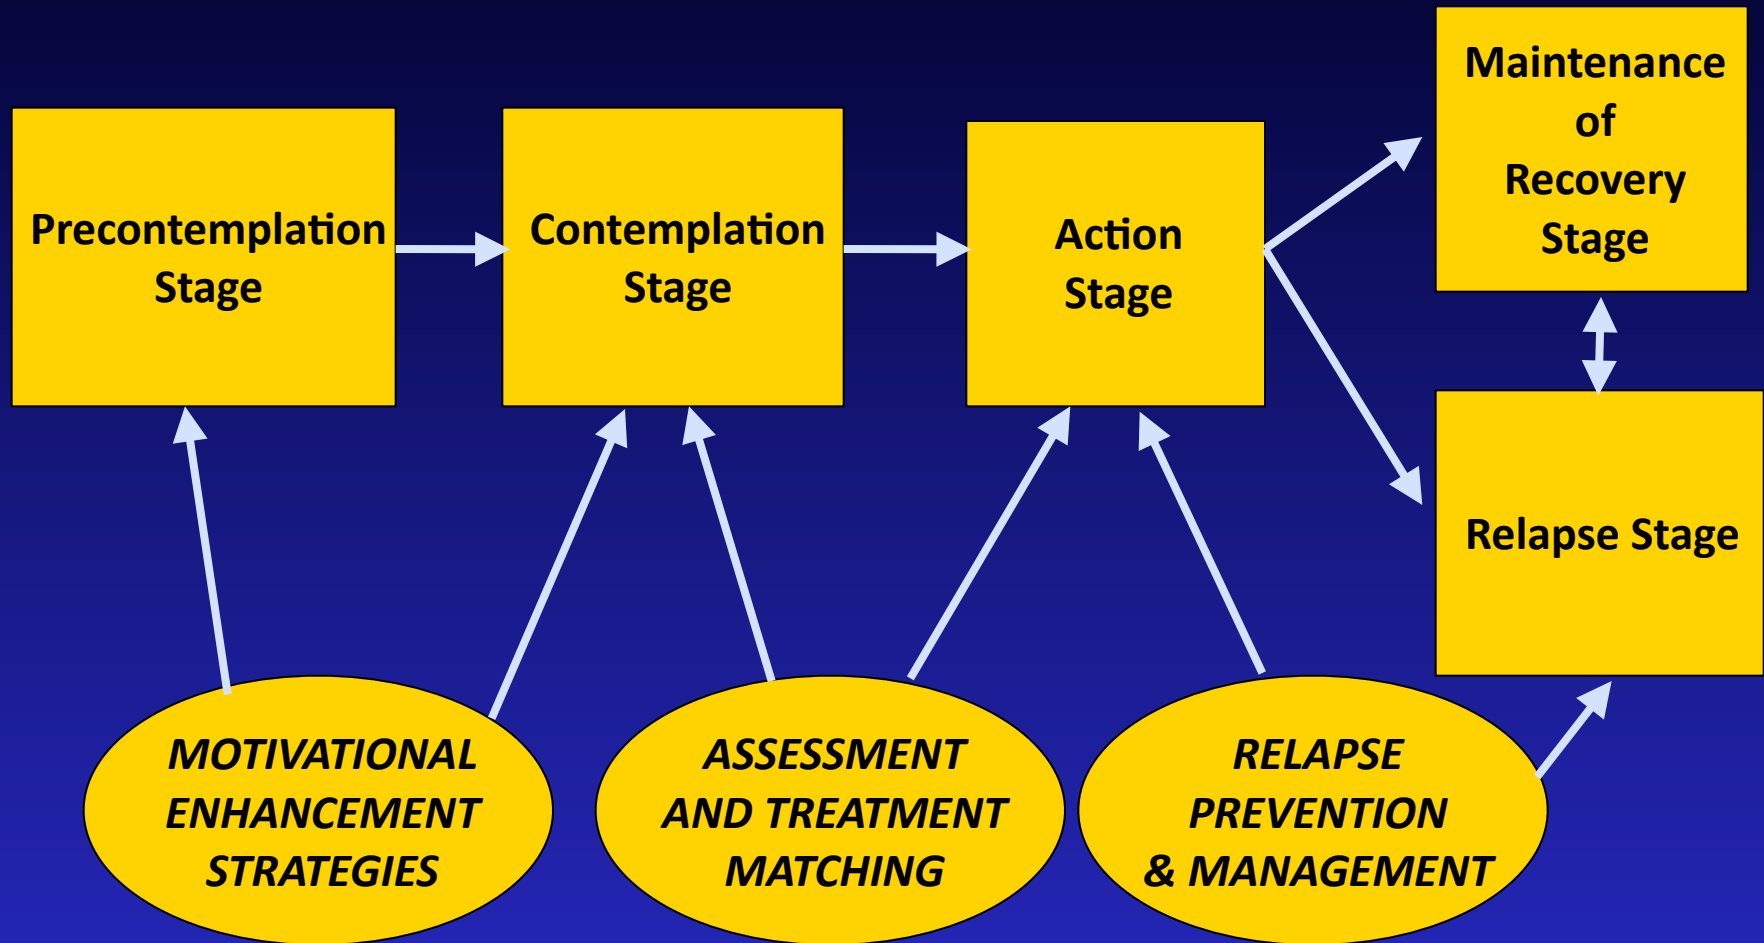 Precontemplation
Stage
Contemplation
Stage
Action
Stage
Maintenance
of
Recovery
Stage
Relapse Stage
MOTIVATIONAL
ENHANCEMENT
STRATEGIES
ASSESSMENT
AND TREATMENT
MATCHING
RELAPSE
PREVENTION
& MANAGEMENT